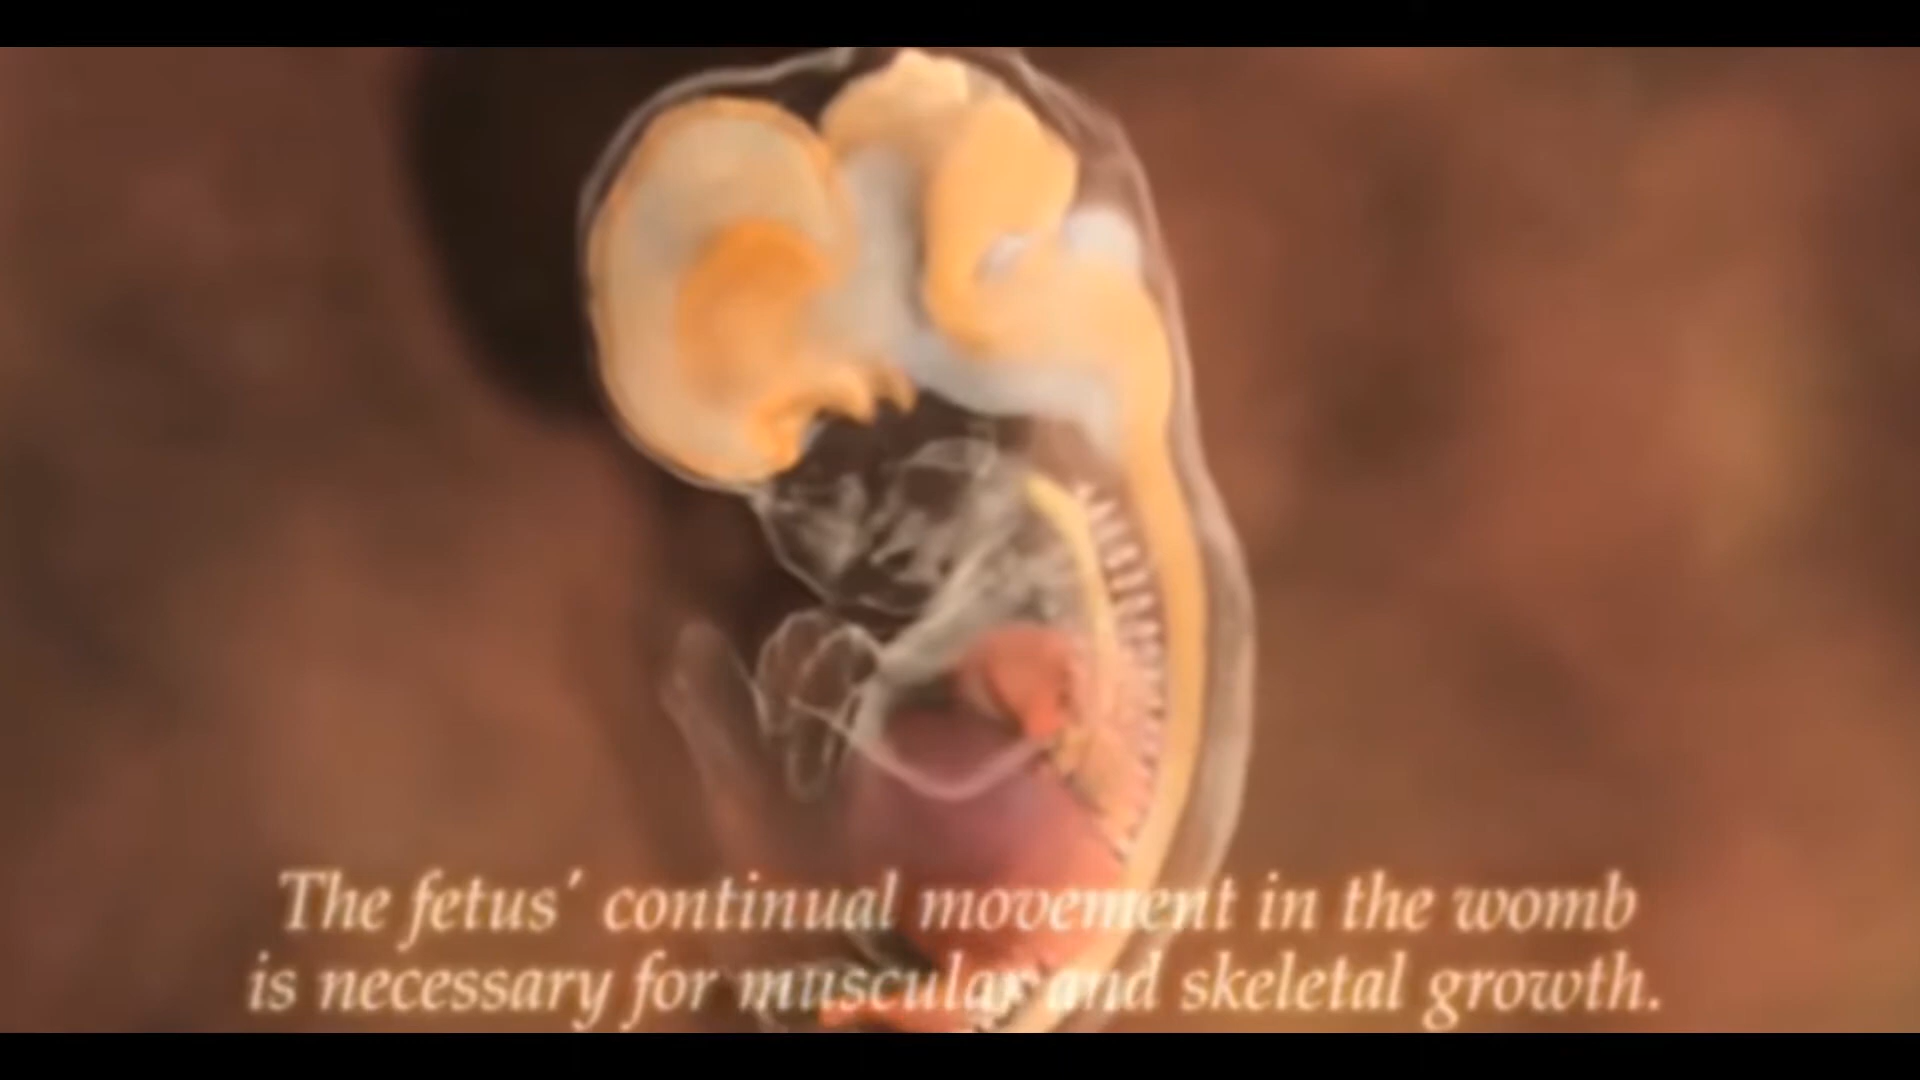 The fetus' continual movement in the womb
is necessary for muscular and skeletal growth.